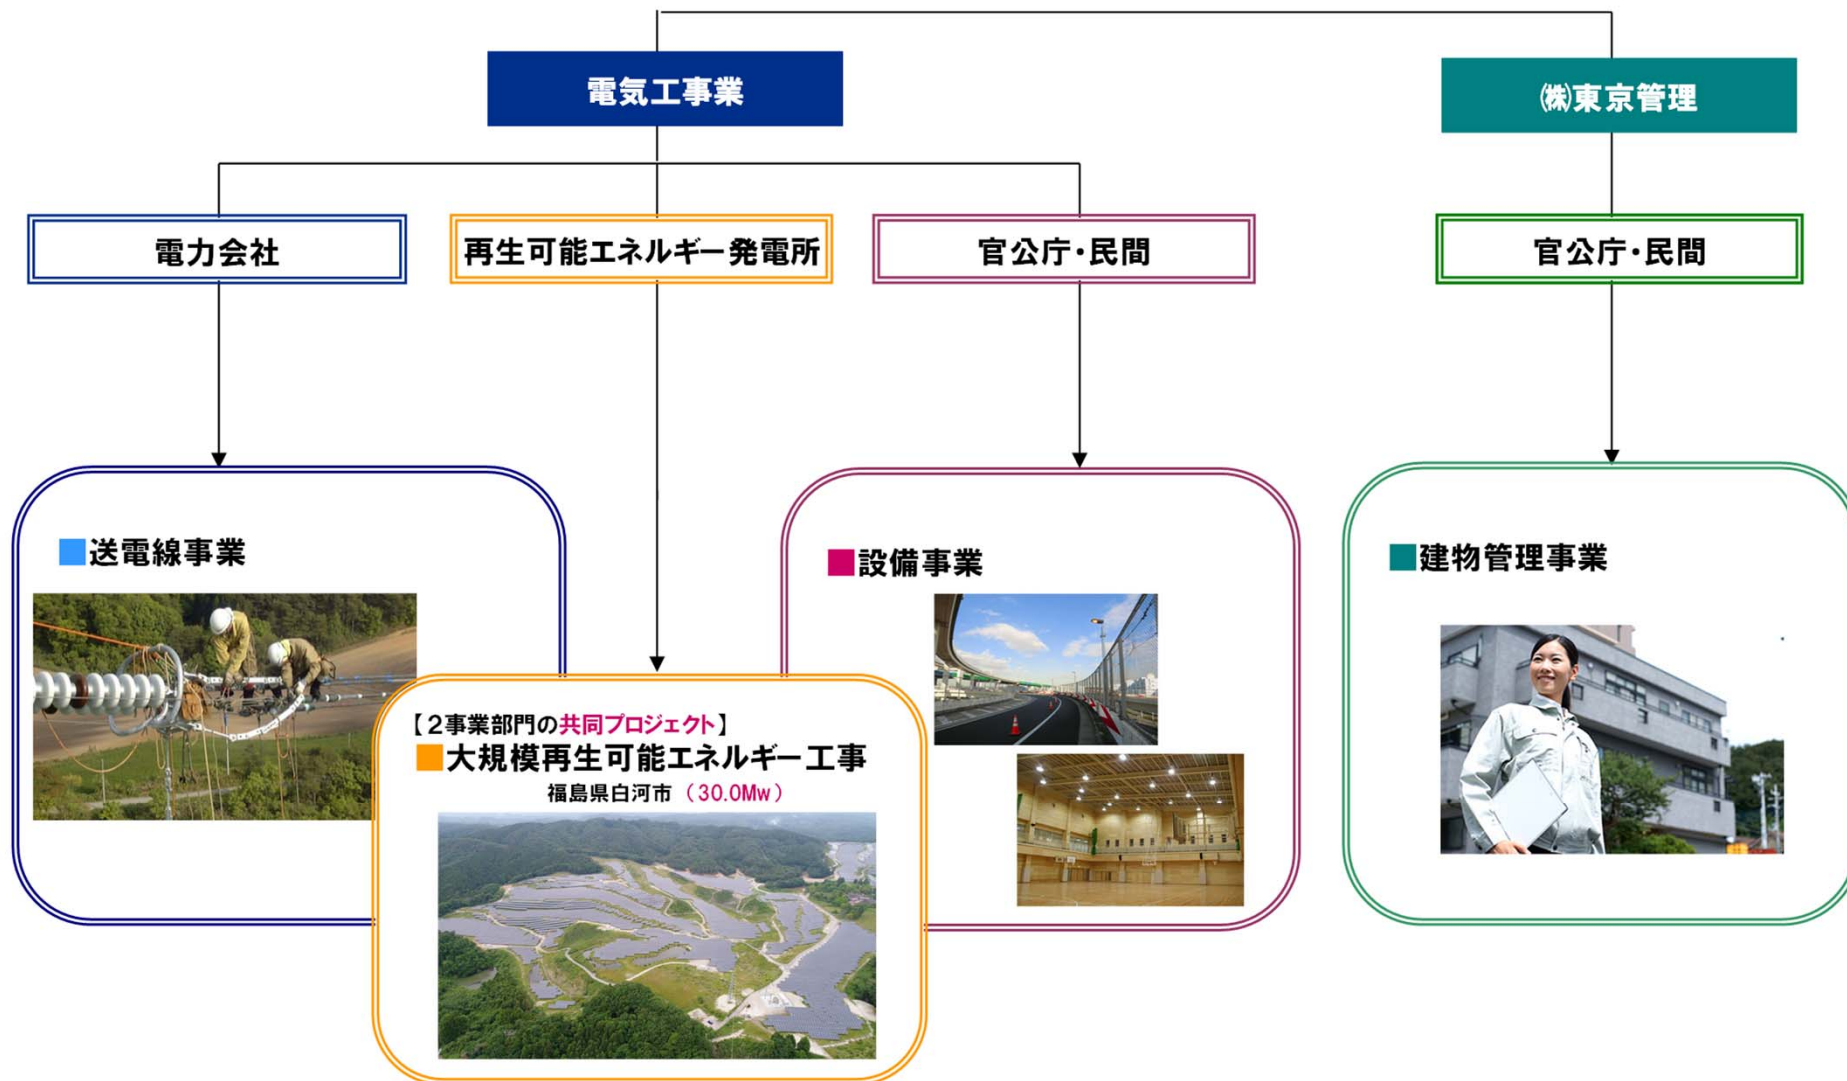 電気工事業
㈱東京管理
電力会社
再生可能エネルギー発電所
官公庁・民間
官公庁・民間
■送電線事業
【２事業部門の共同プロジェクト】
■大規模再生可能エネルギー工事
福島県白河市（30.0Mw）
■設備事業
■建物管理事業